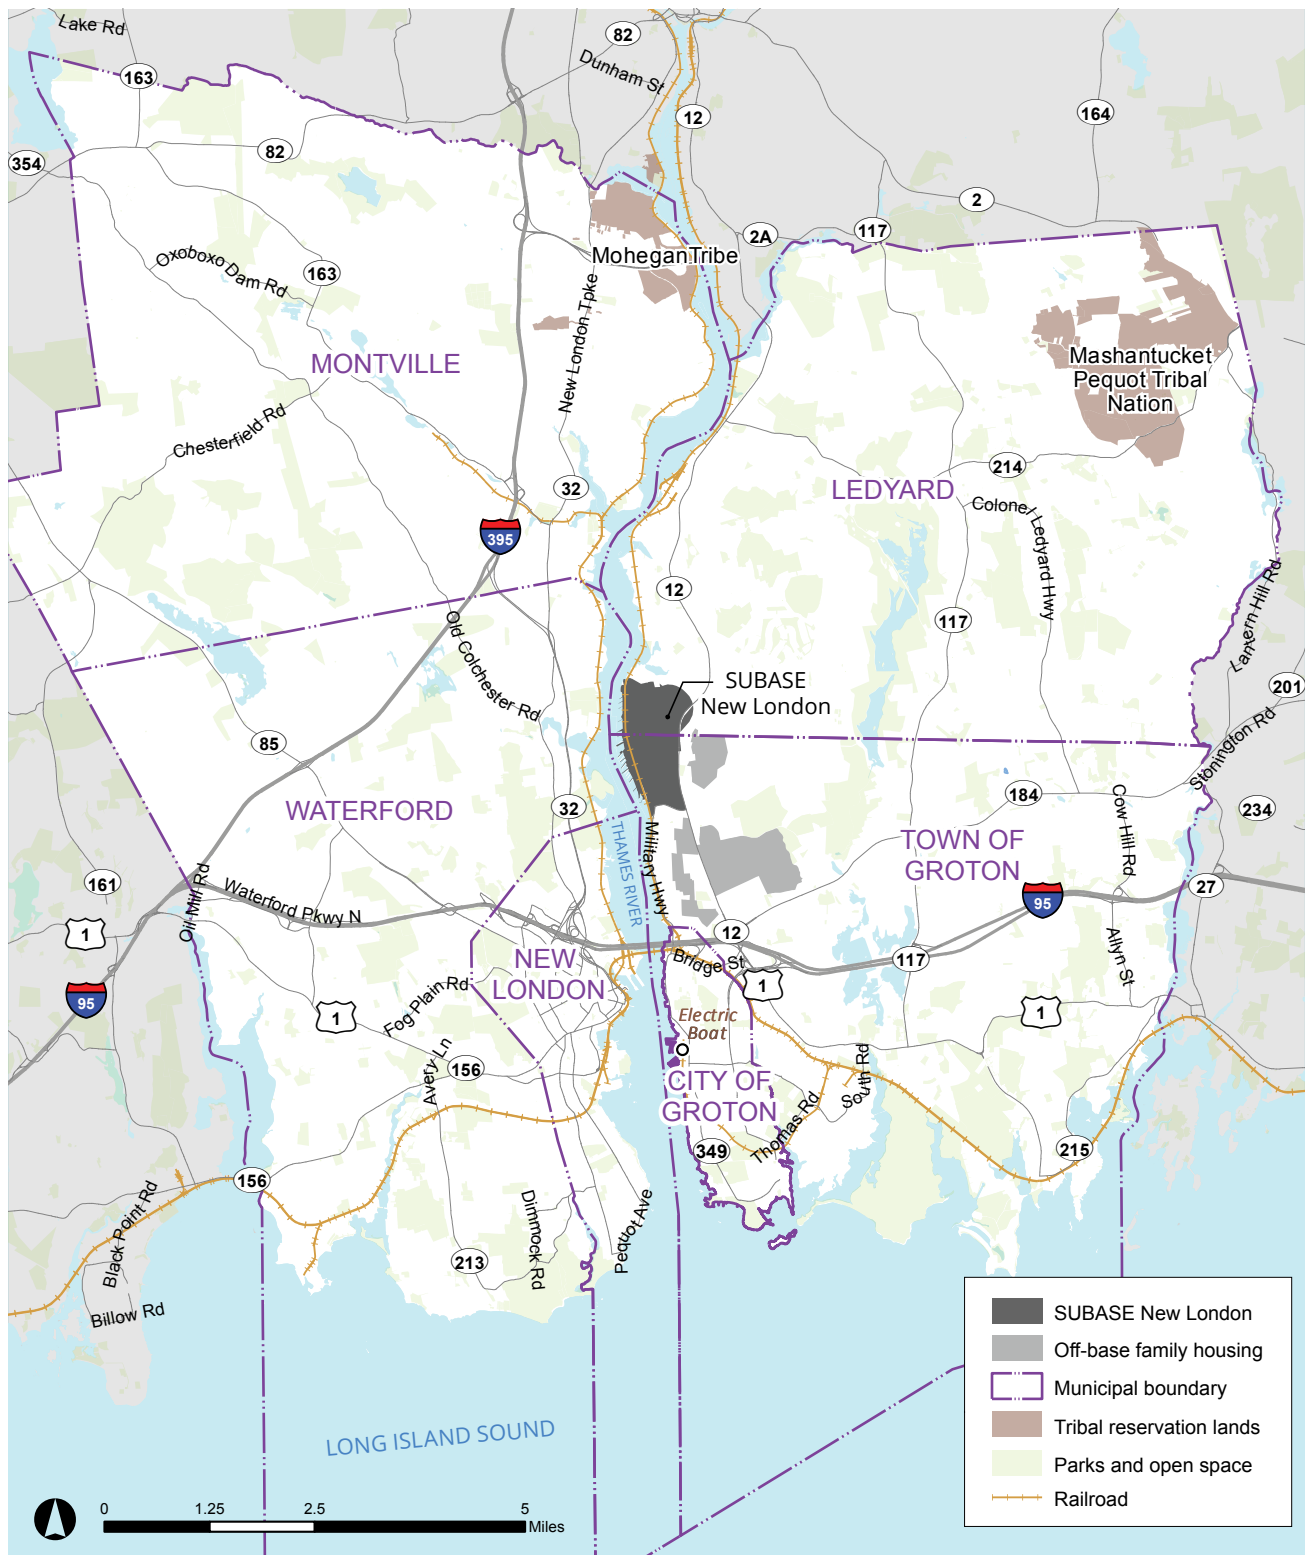 Lake Rd
82
163
Dunham St
12
164
82
354
2
117
2A
MoheganTribe
Oxoboxo Dam Rd
163
New London Tpke
MONTVILLE
Mashantucket
Pequot Tribal
Nation
Chesterfield Rd
214
32
LEDYARD
Colonel Ledyard Hwy
395
12
117
Lantern Hill Rd
Old Colchester Rd
SUBASE
New London
201
Stonington Rd
85
184
Cow Hill Rd
32
WATERFORD
234
THAMES RIVER
Military Hwy
TOWN OF
GROTON
161
27
Oil Mill Rd
Waterford Pkwy N
95
1
12
Allyn St
117
NEW
LONDON
Bridge St
1
95
Fog Plain Rd
1
Electric
Boat
1
Avery Ln
156
South Rd
CITY OF
GROTON
Thomas Rd
349
215
156
Black Point Rd
Dimmock Rd
Pequot Ave
213
Billow Rd
LONG ISLAND SOUND
SUBASE New London
Off-base family housing
Municipal boundary
Tribal reservation lands
Parks and open space
Railroad
0 1.25 2.5 5
Miles